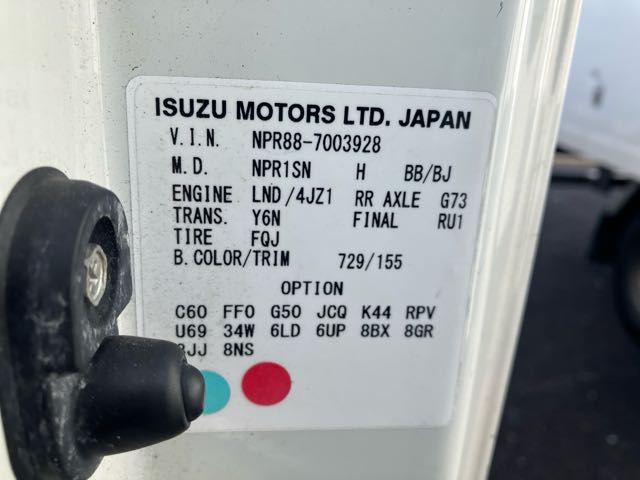 ISUZU MOTORS LTD. JAPAN
V.I.N. NPR88-7003928
M.D. NPR1SN H BB/BJ
ENGINE LND/4JZ1 RR AXLE G73
TRANS. Y6N FINAL RU1
TIRE FQJ
B.COLOR/TRIM 729/155
OPTION
C60 FF0 G50 JCQ K44 RPV
U69 34W 6LD 6UP 8BX 8GR
8NS